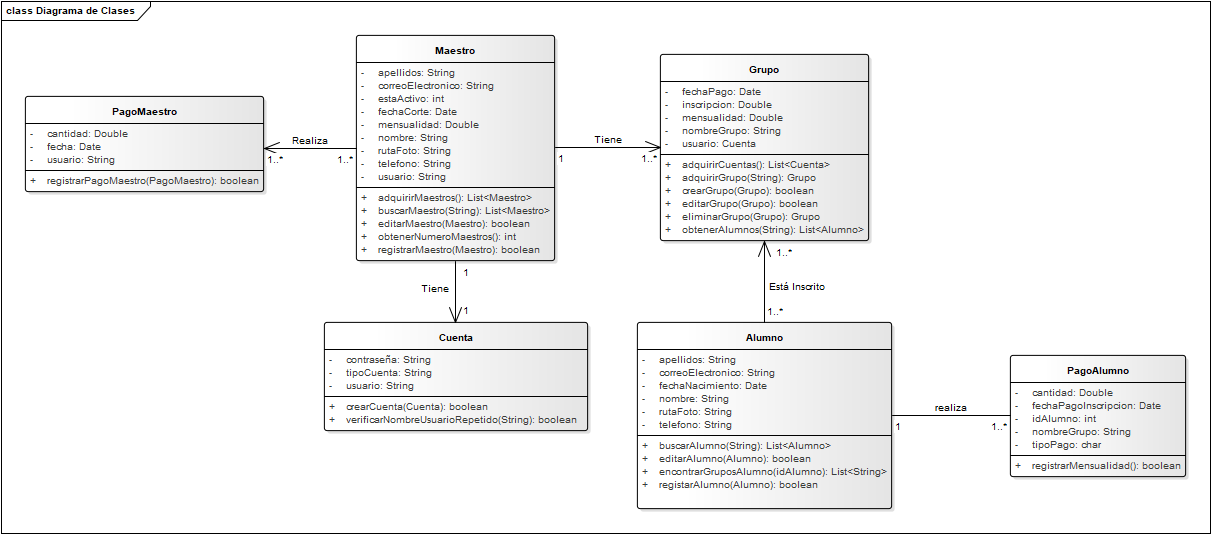 class Diagrama de Clases
Maestro
- apellidos: String
- correoElectronico: String
- estaActivo: int
- fechaCorte: Date
- mensualidad: Double
- nombre: String
- rutaFoto: String
- telefono: String
- usuario: String
+ adquirirMaestros(): List<Maestro>
+ buscarMaestro(String): List<Maestro>
+ editarMaestro(Maestro): boolean
+ obtenerNumeroMaestros(): int
+ registrarMaestro(Maestro): boolean
Grupo
- fechaPago: Date
- inscripcion: Double
- mensualidad: Double
- nombreGrupo: String
- usuario: Cuenta
+ adquirirCuentas(): List<Cuenta>
+ adquirirGrupo(String): Grupo
+ crearGrupo(Grupo): boolean
+ editarGrupo(Grupo): boolean
+ eliminarGrupo(Grupo): Grupo
+ obtenerAlumnos(String): List<Alumno>
PagoMaestro
- cantidad: Double
- fecha: Date
- usuario: String
+ registrarPagoMaestro(PagoMaestro): boolean
Realiza
1..*
1..*
Tiene
1
1..*
1
Tiene
1
1..*
Está Inscrito
1..*
Cuenta
- contraseña: String
- tipoCuenta: String
- usuario: String
+ crearCuenta(Cuenta): boolean
+ verificarNombreUsuarioRepetido(String): boolean
Alumno
- apellidos: String
- correoElectronico: String
- fechaNacimiento: Date
- nombre: String
- rutaFoto: String
- telefono: String
+ buscarAlumno(String): List<Alumno>
+ editarAlumno(Alumno): boolean
+ encontrarGruposAlumno(idAlumno): List<String>
+ registarAlumno(Alumno): boolean
realiza
1
1..*
PagoAlumno
- cantidad: Double
- fechaPagoInscripcion: Date
- idAlumno: int
- nombreGrupo: String
- tipoPago: char
+ registrarMensualidad(): boolean